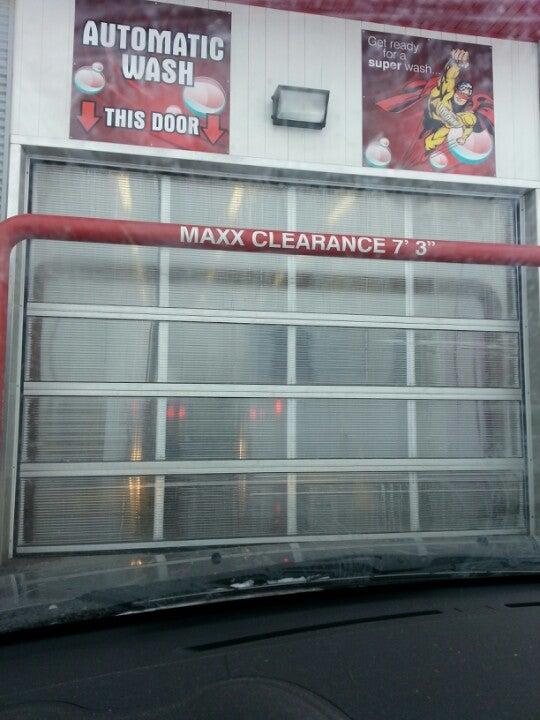 AUTOMATIC
WASH
THIS DOOR
Get ready
for a
super wash...
MAXX CLEARANCE 7' 3"